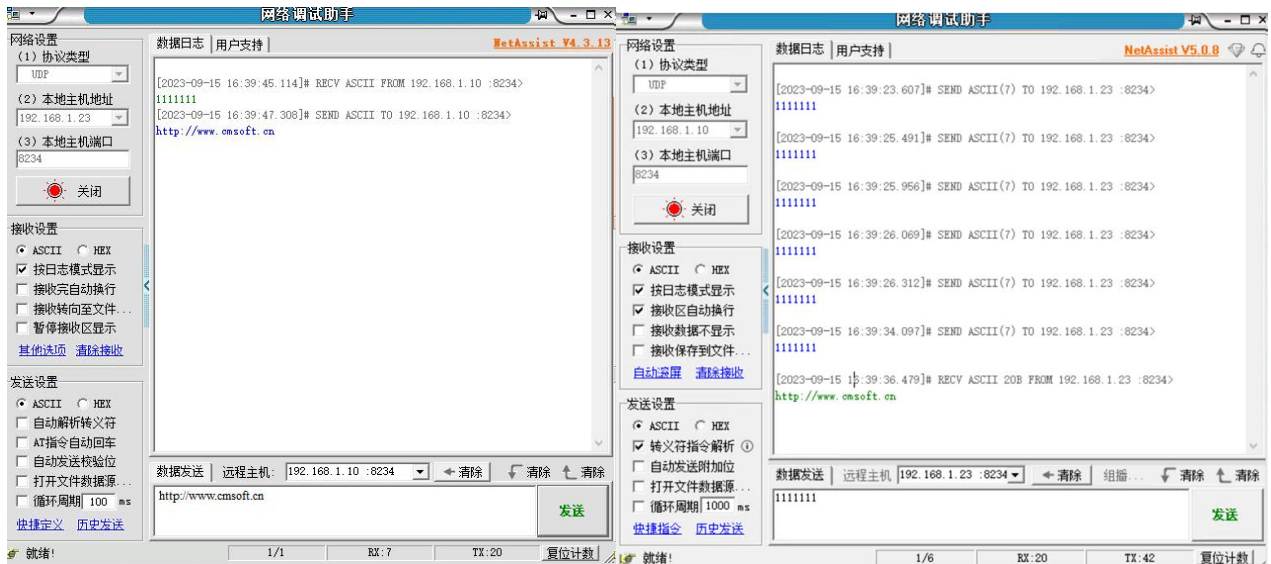 网络调试助手
网络设置
(1) 协议类型
UDP
(2) 本地主机地址
192.168.1.23
(3) 本地主机端口
8234
关闭
接收设置
ASCII HEX
按日志模式显示
接收完自动换行
接收转向至文件...
暂停接收区显示
其他选项 清除接收
发送设置
ASCII HEX
自动解析转义符
AT指令自动回车
自动发送校验位
打开文件数据源...
循环周期 100 ms
快捷定义 历史发送
数据日志 用户支持 NetAssist V4.3.13
[2023-09-15 16:39:45.114]# RECV ASCII FROM 192.168.1.10 :8234>
1111111
[2023-09-15 16:39:47.308]# SEND ASCII TO 192.168.1.10 :8234>
http://www.cmsoft.cn
数据发送 远程主机: 192.168.1.10 :8234 清除 清除 清除
http://www.cmsoft.cn
发送
就绪! 1/1 RX:7 TX:20 复位计数
网络调试助手
网络设置
(1) 协议类型
UDP
(2) 本地主机地址
192.168.1.10
(3) 本地主机端口
8234
关闭
接收设置
ASCII HEX
按日志模式显示
接收区自动换行
接收数据不显示
接收保存到文件...
自动滚屏 清除接收
发送设置
ASCII HEX
转义符指令解析
自动发送附加位
打开文件数据源...
循环周期 1000 ms
快捷指令 历史发送
数据日志 用户支持 NetAssist V5.0.8
[2023-09-15 16:39:23.607]# SEND ASCII(7) TO 192.168.1.23 :8234>
1111111
[2023-09-15 16:39:25.491]# SEND ASCII(7) TO 192.168.1.23 :8234>
1111111
[2023-09-15 16:39:25.956]# SEND ASCII(7) TO 192.168.1.23 :8234>
1111111
[2023-09-15 16:39:26.069]# SEND ASCII(7) TO 192.168.1.23 :8234>
1111111
[2023-09-15 16:39:26.312]# SEND ASCII(7) TO 192.168.1.23 :8234>
1111111
[2023-09-15 16:39:34.097]# SEND ASCII(7) TO 192.168.1.23 :8234>
1111111
[2023-09-15 16:39:36.479]# RECV ASCII 20B FROM 192.168.1.23 :8234>
http://www.cmsoft.cn
数据发送 远程主机 192.168.1.23 :8234 清除 组播... 清除 清除
1111111
发送
就绪! 1/6 RX:20 TX:42 复位计数